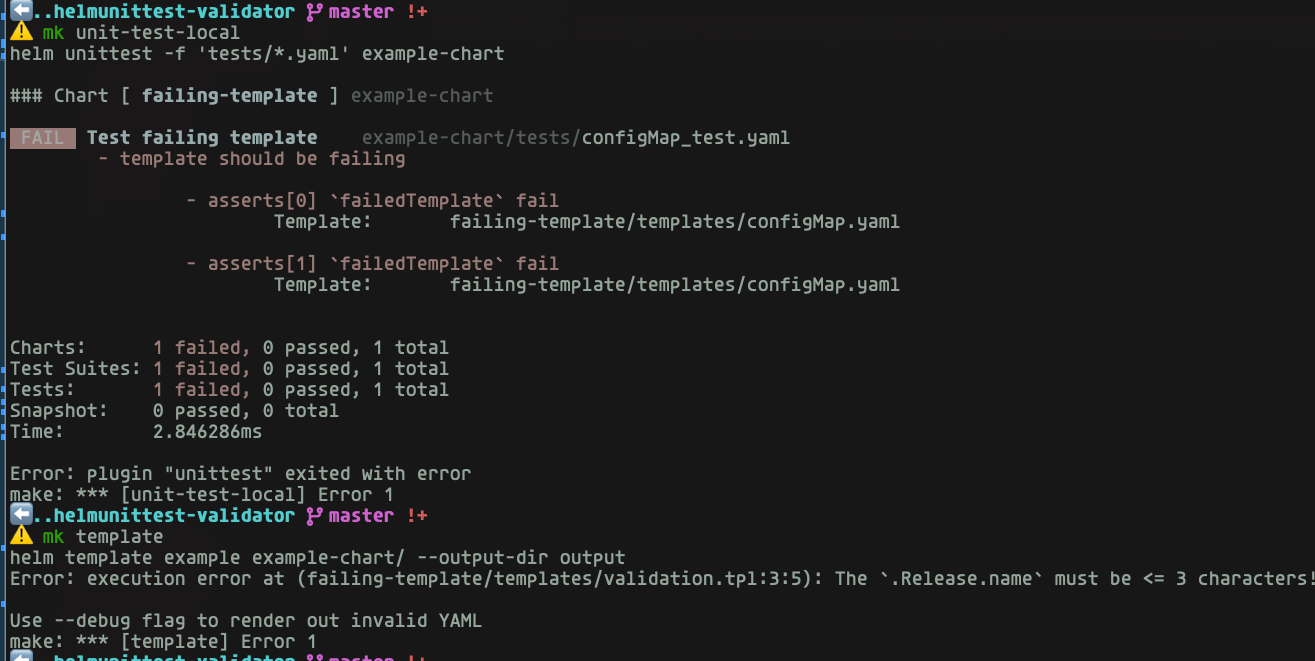 ..helmunittest-validator master !+
mk unit-test-local
helm unittest -f 'tests/*.yaml' example-chart
### Chart [ failing-template ] example-chart
FAIL Test failing template example-chart/tests/configMap_test.yaml
- template should be failing
- asserts[0] `failedTemplate` fail
Template: failing-template/templates/configMap.yaml
- asserts[1] `failedTemplate` fail
Template: failing-template/templates/configMap.yaml
Charts: 1 failed, 0 passed, 1 total
Test Suites: 1 failed, 0 passed, 1 total
Tests: 1 failed, 0 passed, 1 total
Snapshot: 0 passed, 0 total
Time: 2.846286ms
Error: plugin "unittest" exited with error
make: *** [unit-test-local] Error 1
..helmunittest-validator master !+
mk template
helm template example example-chart/ --output-dir output
Error: execution error at (failing-template/templates/validation.tpl:3:5): The `.Release.name` must be <= 3 characters!
Use --debug flag to render out invalid YAML
make: *** [template] Error 1
..helmunittest-validator master !+